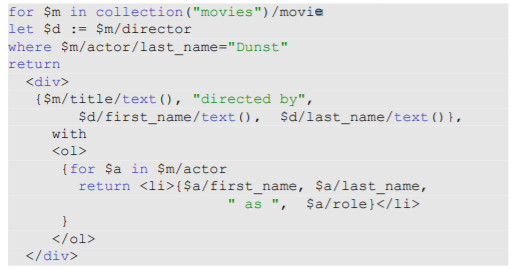 for $m in collection("movies")/movie
let $d := $m/director
where $m/actor/last_name="Dunst"
return
<div>
{$m/title/text(), "directed by",
$d/first_name/text(), $d/last_name/text()},
with
<ol>
{for $a in $m/actor
return <li>{$a/first_name, $a/last_name,
" as ", $a/role}</li>
}
</ol>
</div>